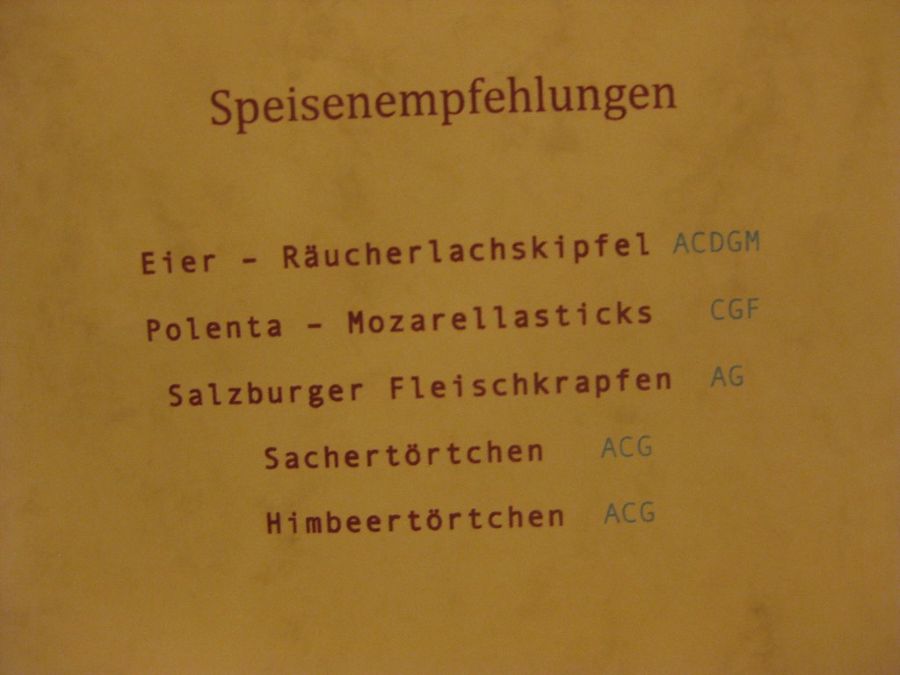 Speisenempfehlungen
Eier - Räucherlachskipfel ACDGM
Polenta - Mozarellasticks CGF
Salzburger Fleischkrapfen AG
Sachertörtchen ACG
Himbeertörtchen ACG